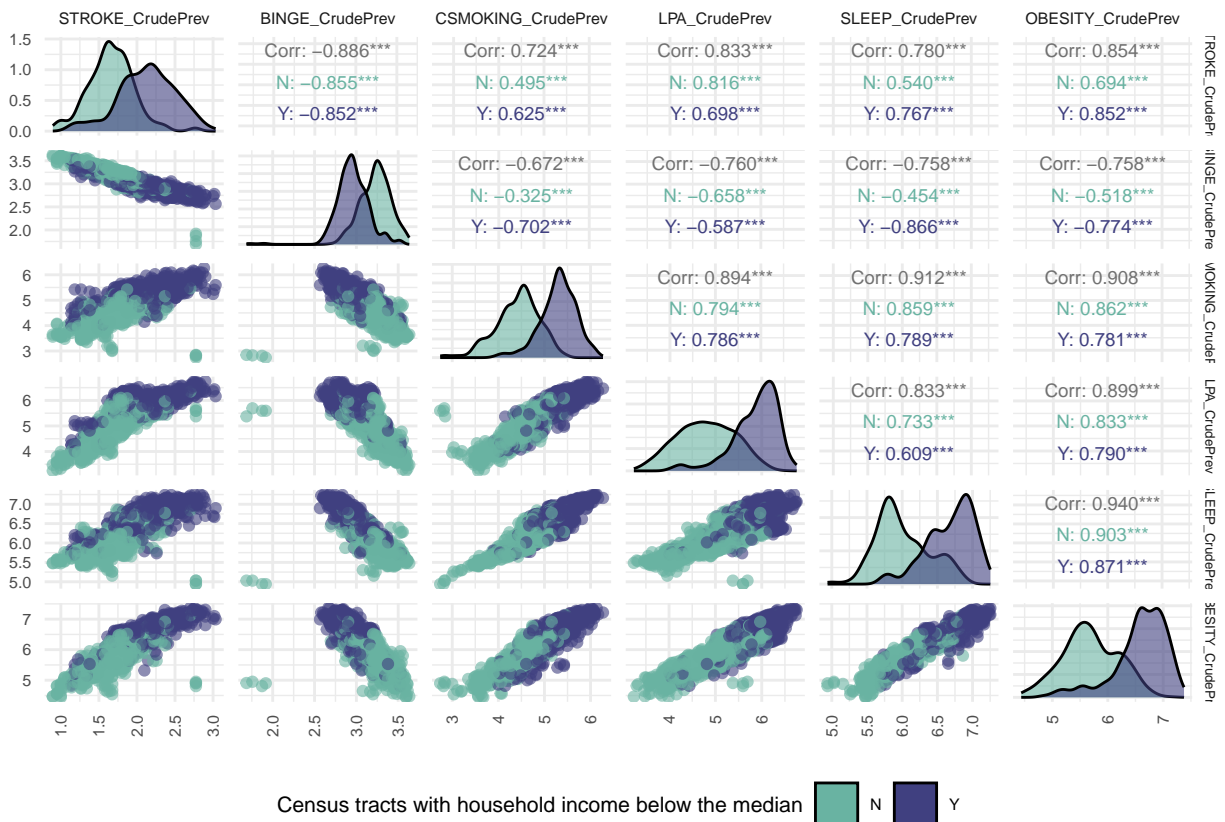 STROKE_CrudePrev BINGE_CrudePrev CSMOKING_CrudePrev LPA_CrudePrev SLEEP_CrudePrev OBESITY_CrudePrev
1.5
1.0
0.5
0.0
Corr: −0.886***
N: −0.855***
Y: −0.852***
Corr: 0.724***
N: 0.495***
Y: 0.625***
Corr: 0.833***
N: 0.816***
Y: 0.698***
Corr: 0.780***
N: 0.540***
Y: 0.767***
Corr: 0.854***
N: 0.694***
Y: 0.852***
TROKE_CrudePr
3.5
3.0
2.5
2.0
Corr: −0.672***
N: −0.325***
Y: −0.702***
Corr: −0.760***
N: −0.658***
Y: −0.587***
Corr: −0.758***
N: −0.454***
Y: −0.866***
Corr: −0.758***
N: −0.518***
Y: −0.774***
INGE_CrudePre
6
5
4
3
Corr: 0.894***
N: 0.794***
Y: 0.786***
Corr: 0.912***
N: 0.859***
Y: 0.789***
Corr: 0.908***
N: 0.862***
Y: 0.781***
MOKING_CrudeP
6
5
4
Corr: 0.833***
N: 0.733***
Y: 0.609***
Corr: 0.899***
N: 0.833***
Y: 0.790***
LPA_CrudePrev
7.0
6.5
6.0
5.5
5.0
Corr: 0.940***
N: 0.903***
Y: 0.871***
LEEP_CrudePre
7
6
5
BESITY_CrudePr
1.0 1.5 2.0 2.5 3.0
2.0 2.5 3.0 3.5
3 4 5 6
4 5 6
5.0 5.5 6.0 6.5 7.0
5 6 7
Census tracts with household income below the median N Y